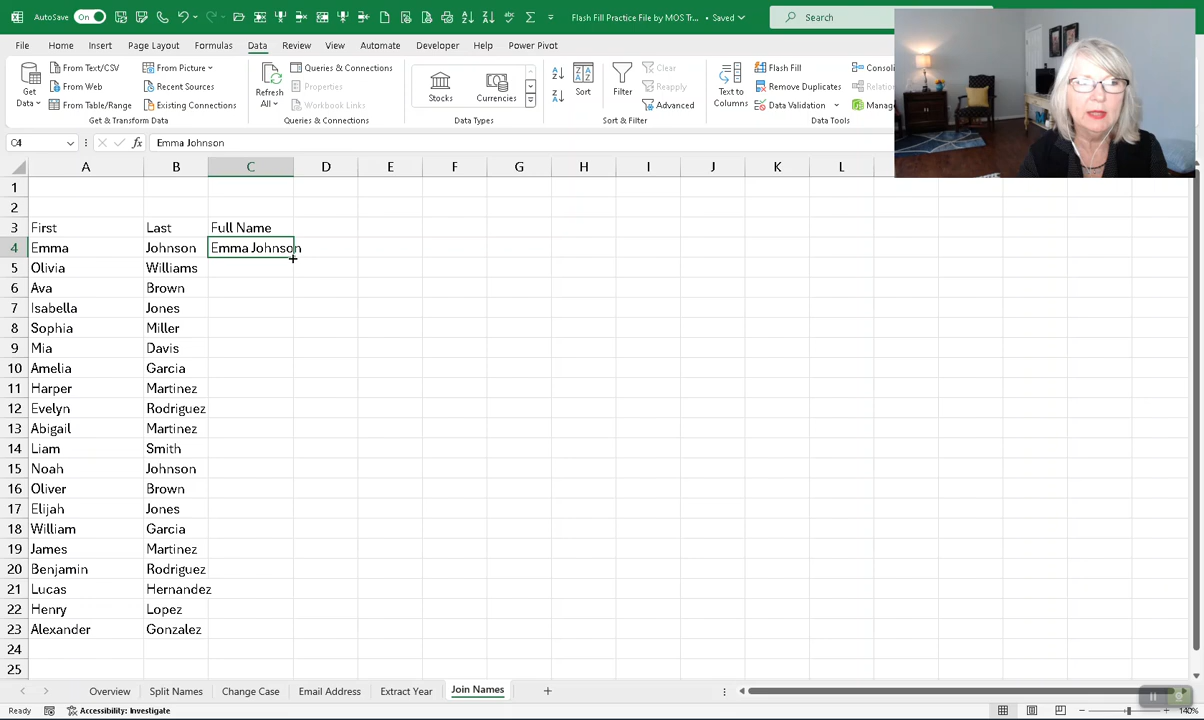 AutoSave On Flash Fill Practice File by MOS Tr... • Saved Search
File Home Insert Page Layout Formulas Data Review View Automate Developer Help Power Pivot
Get Data
From Text/CSV
From Web
From Table/Range
From Picture
Recent Sources
Existing Connections
Get & Transform Data
Refresh All
Queries & Connections
Properties
Workbook Links
Queries & Connections
Stocks
Currencies
Data Types
Sort
Filter
Clear
Reapply
Advanced
Sort & Filter
Text to Columns
Flash Fill
Remove Duplicates
Data Validation
Consoli
Relation
Manag
Data Tools
C4 fx Emma Johnson
A B C D E F G H I J K L
1
2
3 First Last Full Name
4 Emma Johnson Emma Johnson
5 Olivia Williams
6 Ava Brown
7 Isabella Jones
8 Sophia Miller
9 Mia Davis
10 Amelia Garcia
11 Harper Martinez
12 Evelyn Rodriguez
13 Abigail Martinez
14 Liam Smith
15 Noah Johnson
16 Oliver Brown
17 Elijah Jones
18 William Garcia
19 James Martinez
20 Benjamin Rodriguez
21 Lucas Hernandez
22 Henry Lopez
23 Alexander Gonzalez
24
25
Overview Split Names Change Case Email Address Extract Year Join Names
Ready Accessibility: Investigate 140%